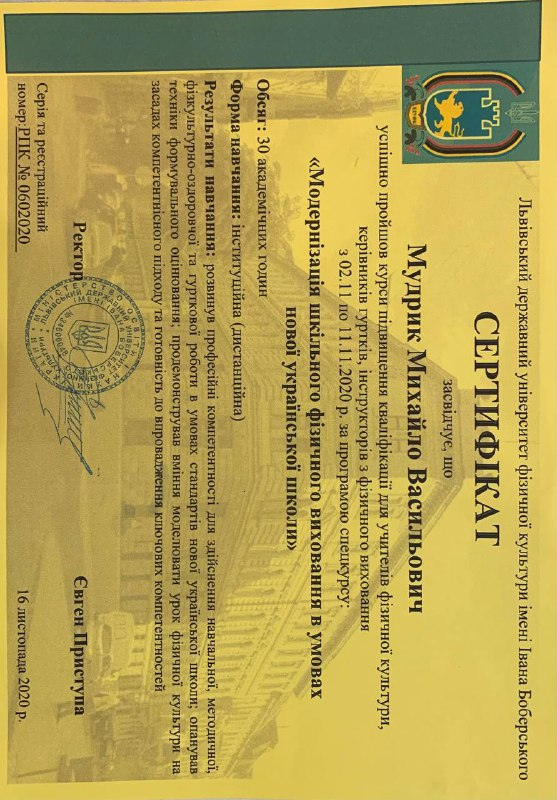 Львівський державний університет фізичної культури імені Івана Боберського
СЕРТИФІКАТ
засвідчує, що
Мудрик Михайло Васильович
успішно пройшов курси підвищення кваліфікації для учителів фізичної культури,
керівників гуртків, інструкторів з фізичного виховання
з 02.11 по 11.11.2020 р. за програмою спецкурсу:
«Модернізація шкільного фізичного виховання в умовах
нової української школи»
Обсяг: 30 академічних годин
Форма навчання: інституційна (дистанційна)
Результати навчання: розвинув професійні компетентності для здійснення навчальної, методичної,
фізкультурно-оздоровчої та гурткової роботи в умовах стандартів нової української школи; опанував
техніки формувального оцінювання; продемонстрував вміння моделювати урок фізичної культури на
засадах компетентнісного підходу та готовність до впровадження ключових компетентностей
Ректор
Євген Приступа
Серія та реєстраційний
номер:РПК № 0602020
16 листопада 2020 р.